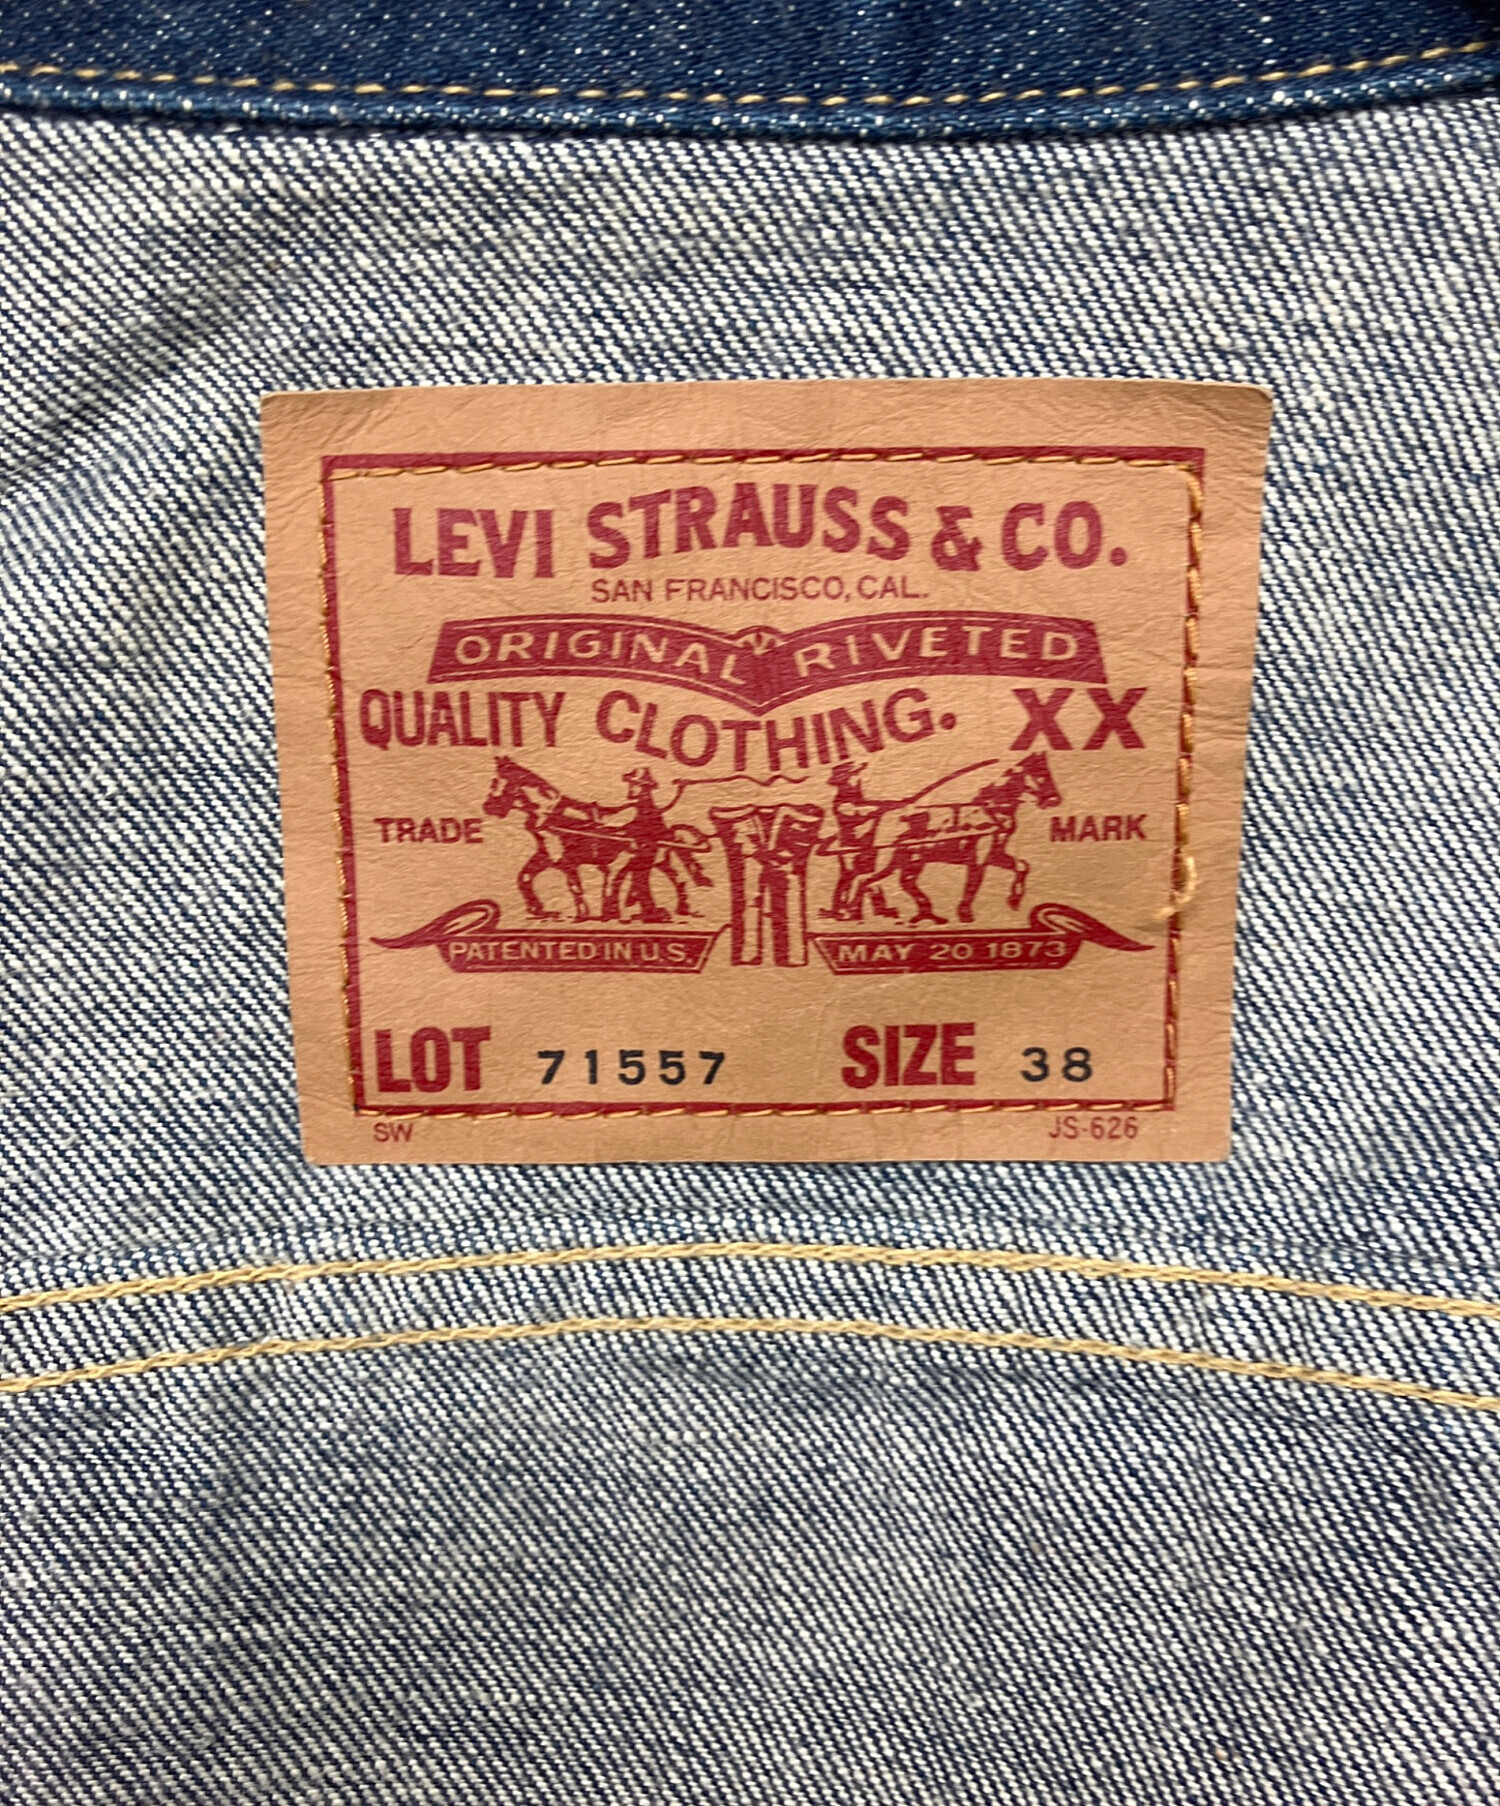 LEVI STRAUSS & CO.
SAN FRANCISCO, CAL.
ORIGINAL RIVETED
QUALITY CLOTHING. XX
TRADE MARK
PATENTED IN U.S. MAY 20 1873
LOT 71557 SIZE 38
SW JS-626